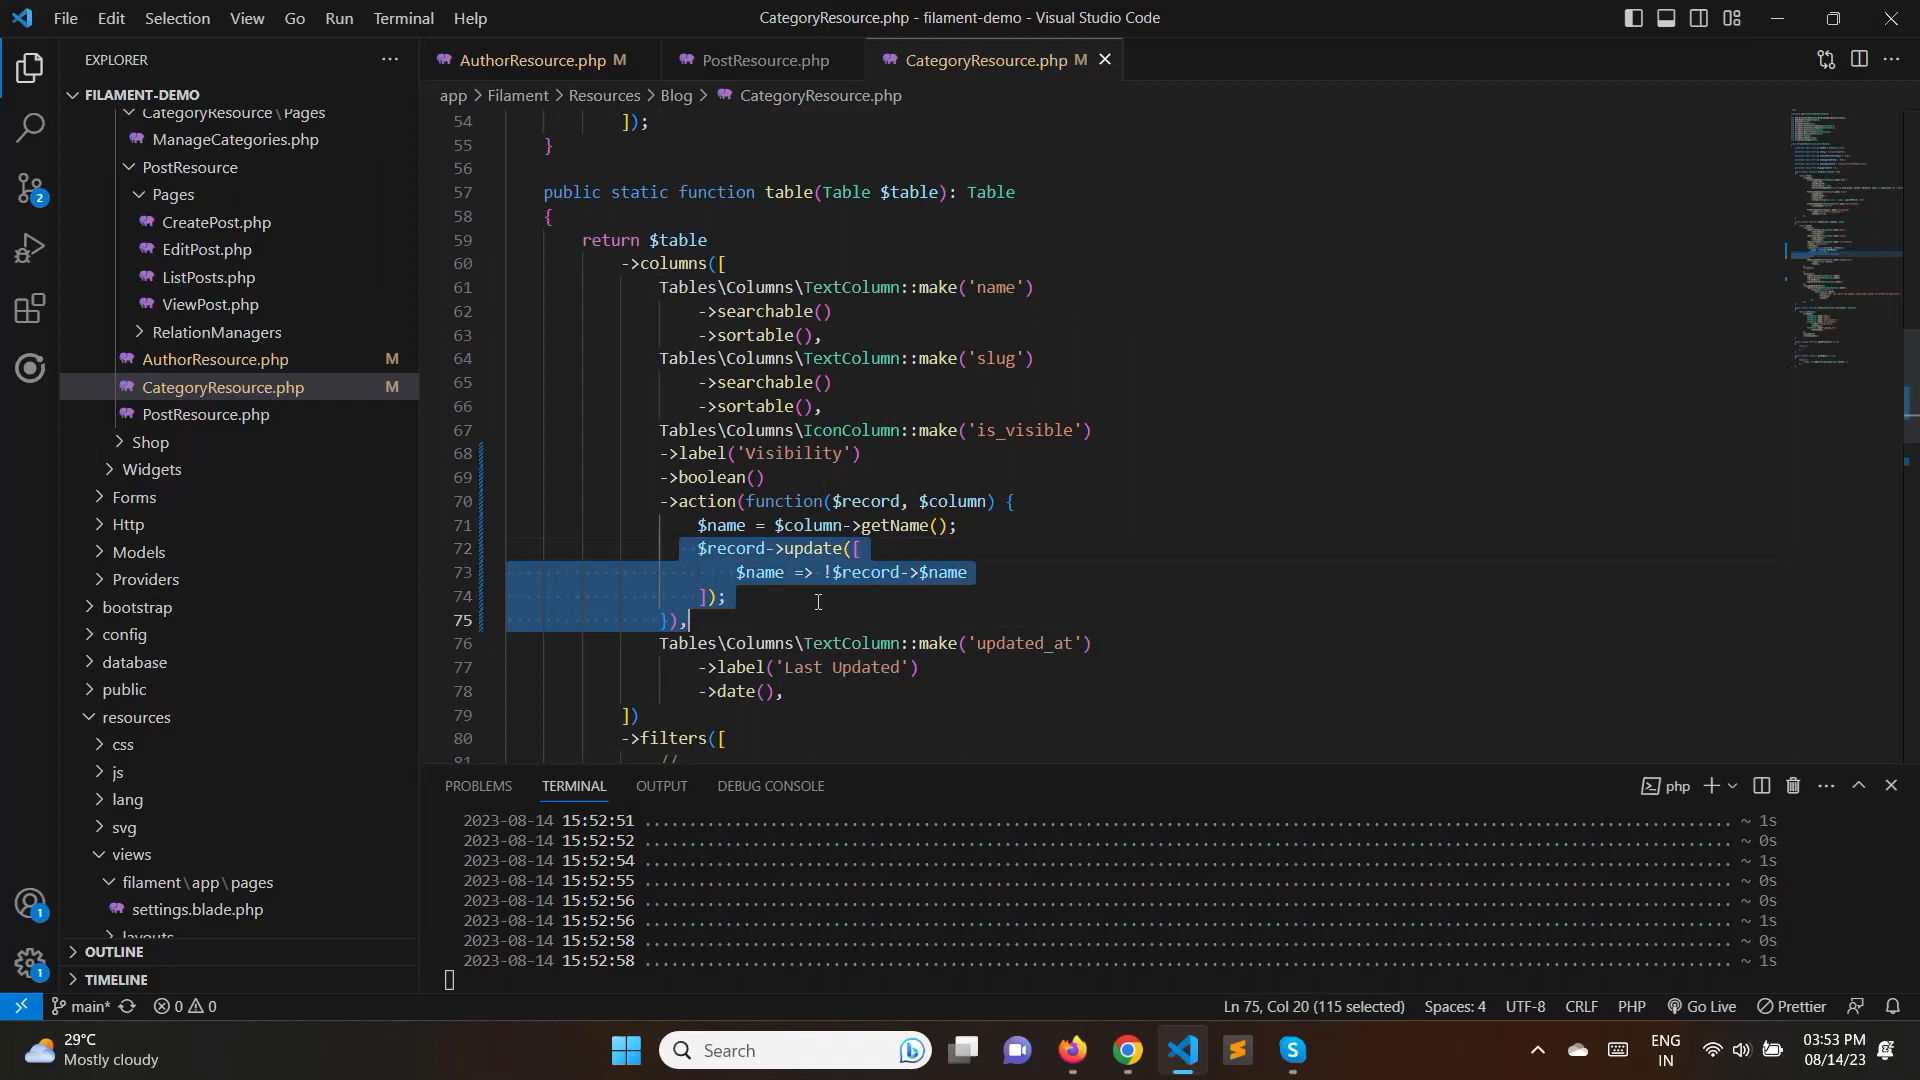 File Edit Selection View Go Run Terminal Help
CategoryResource.php - filament-demo - Visual Studio Code
EXPLORER
FILAMENT-DEMO
CategoryResource\Pages
ManageCategories.php
PostResource
Pages
CreatePost.php
EditPost.php
ListPosts.php
ViewPost.php
RelationManagers
AuthorResource.php M
CategoryResource.php M
PostResource.php
Shop
Widgets
Forms
Http
Models
Providers
bootstrap
config
database
public
resources
css
js
lang
svg
views
filament\app\pages
settings.blade.php
layouts
OUTLINE
TIMELINE
2
1
1
AuthorResource.php M
PostResource.php
CategoryResource.php M
app > Filament > Resources > Blog > CategoryResource.php
54 ]);
55 }
56
57 public static function table(Table $table): Table
58 {
59 return $table
60 ->columns([
61 Tables\Columns\TextColumn::make('name')
62 ->searchable()
63 ->sortable(),
64 Tables\Columns\TextColumn::make('slug')
65 ->searchable()
66 ->sortable(),
67 Tables\Columns\IconColumn::make('is_visible')
68 ->label('Visibility')
69 ->boolean()
70 ->action(function($record, $column) {
71 $name = $column->getName();
72 $record->update([
73 $name => !$record->$name
74 ]);
75 }),
76 Tables\Columns\TextColumn::make('updated_at')
77 ->label('Last Updated')
78 ->date(),
79 ])
80 ->filters([
81 //
PROBLEMS TERMINAL OUTPUT DEBUG CONSOLE
php
2023-08-14 15:52:51 ~ 1s
2023-08-14 15:52:52 ~ 0s
2023-08-14 15:52:54 ~ 1s
2023-08-14 15:52:55 ~ 0s
2023-08-14 15:52:56 ~ 0s
2023-08-14 15:52:56 ~ 1s
2023-08-14 15:52:58 ~ 0s
2023-08-14 15:52:58 ~ 1s
main* 0 0
Ln 75, Col 20 (115 selected) Spaces: 4 UTF-8 CRLF PHP Go Live Prettier
29°C
Mostly cloudy
Search
ENG
IN
03:53 PM
08/14/23